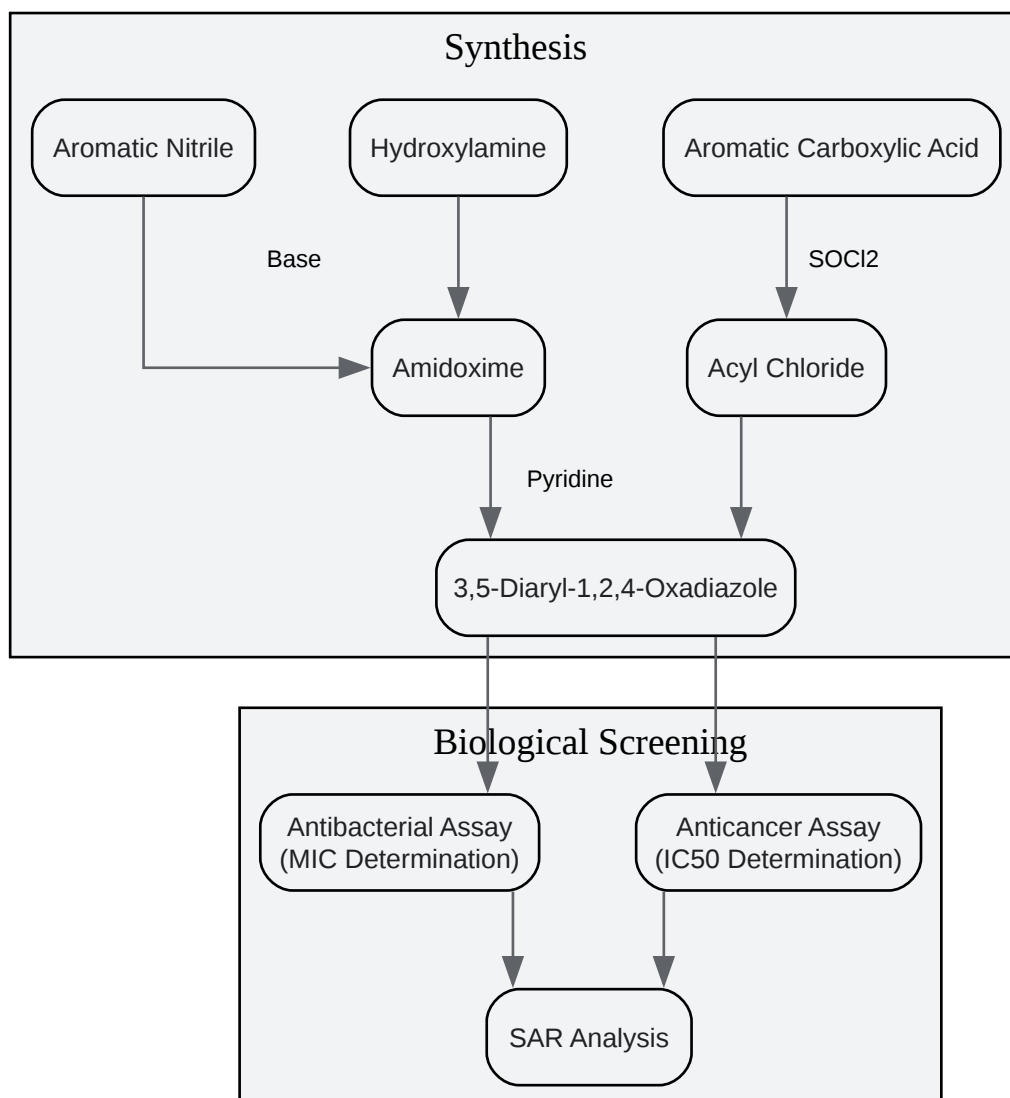 Synthesis
Aromatic Nitrile
Hydroxylamine
Aromatic Carboxylic Acid
Base
SOCl2
Amidoxime
Acyl Chloride
Pyridine
3,5-Diaryl-1,2,4-Oxadiazole
Biological Screening
Antibacterial Assay
(MIC Determination)
Anticancer Assay
(IC50 Determination)
SAR Analysis